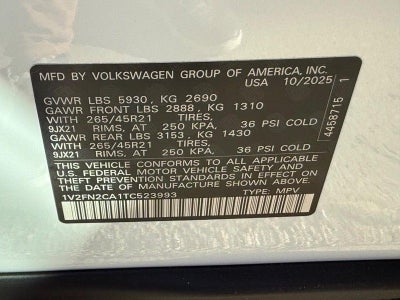 MFD BY VOLKSWAGEN GROUP OF AMERICA, INC.
USA 10/2025
GVWR LBS 5930 , KG 2690
GAWR FRONT LBS 2888 , KG 1310
WITH 265/45R21 TIRES.
9JX21 RIMS, AT 250 KPA, 36 PSI COLD
GAWR REAR LBS 3153 , KG 1430
WITH 265/45R21 TIRES.
9JX21 RIMS, AT 250 KPA. 36 PSI COLD
THIS VEHICLE CONFORMS TO ALL APPLICABLE
U.S. FEDERAL MOTOR VEHICLE SAFETY AND
THEFT PREVENTION STANDARDS IN EFFECT
ON THE DATE OF MANUFACTURE SHOWN ABOVE
1V2FN2CA1TC523993 TYPE: MPV
4458716 1